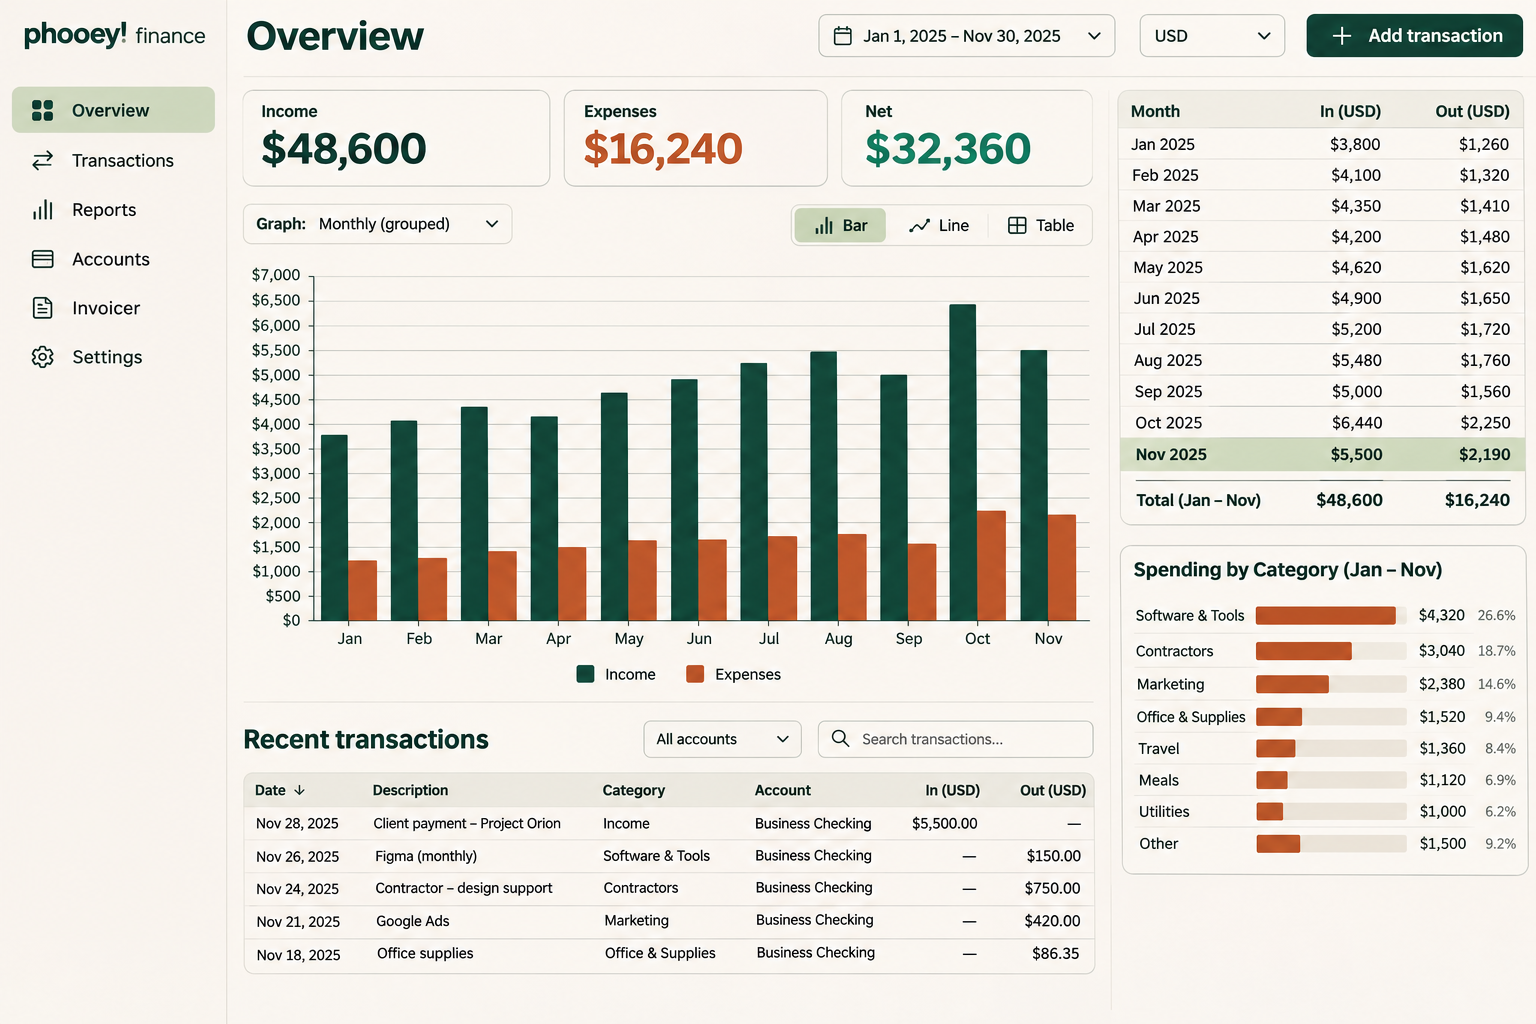 phooey! finance
Overview
Transactions
Reports
Accounts
Invoicer
Settings
Overview
Jan 1, 2025 – Nov 30, 2025
USD
Add transaction
Income
$48,600
Expenses
$16,240
Net
$32,360
Graph: Monthly (grouped)
Bar
Line
Table
$7,000
$6,500
$6,000
$5,500
$5,000
$4,500
$4,000
$3,500
$3,000
$2,500
$2,000
$1,500
$1,000
$500
$0
Jan Feb Mar Apr May Jun Jul Aug Sep Oct Nov
Income Expenses
Recent transactions
All accounts
Search transactions...
Date ↓ Description Category Account In (USD) Out (USD)
Nov 28, 2025 Client payment – Project Orion Income Business Checking $5,500.00 —
Nov 26, 2025 Figma (monthly) Software & Tools Business Checking — $150.00
Nov 24, 2025 Contractor – design support Contractors Business Checking — $750.00
Nov 21, 2025 Google Ads Marketing Business Checking — $420.00
Nov 18, 2025 Office supplies Office & Supplies Business Checking — $86.35
Month In (USD) Out (USD)
Jan 2025 $3,800 $1,260
Feb 2025 $4,100 $1,320
Mar 2025 $4,350 $1,410
Apr 2025 $4,200 $1,480
May 2025 $4,620 $1,620
Jun 2025 $4,900 $1,650
Jul 2025 $5,200 $1,720
Aug 2025 $5,480 $1,760
Sep 2025 $5,000 $1,560
Oct 2025 $6,440 $2,250
Nov 2025 $5,500 $2,190
Total (Jan – Nov) $48,600 $16,240
Spending by Category (Jan – Nov)
Software & Tools $4,320 26.6%
Contractors $3,040 18.7%
Marketing $2,380 14.6%
Office & Supplies $1,520 9.4%
Travel $1,360 8.4%
Meals $1,120 6.9%
Utilities $1,000 6.2%
Other $1,500 9.2%